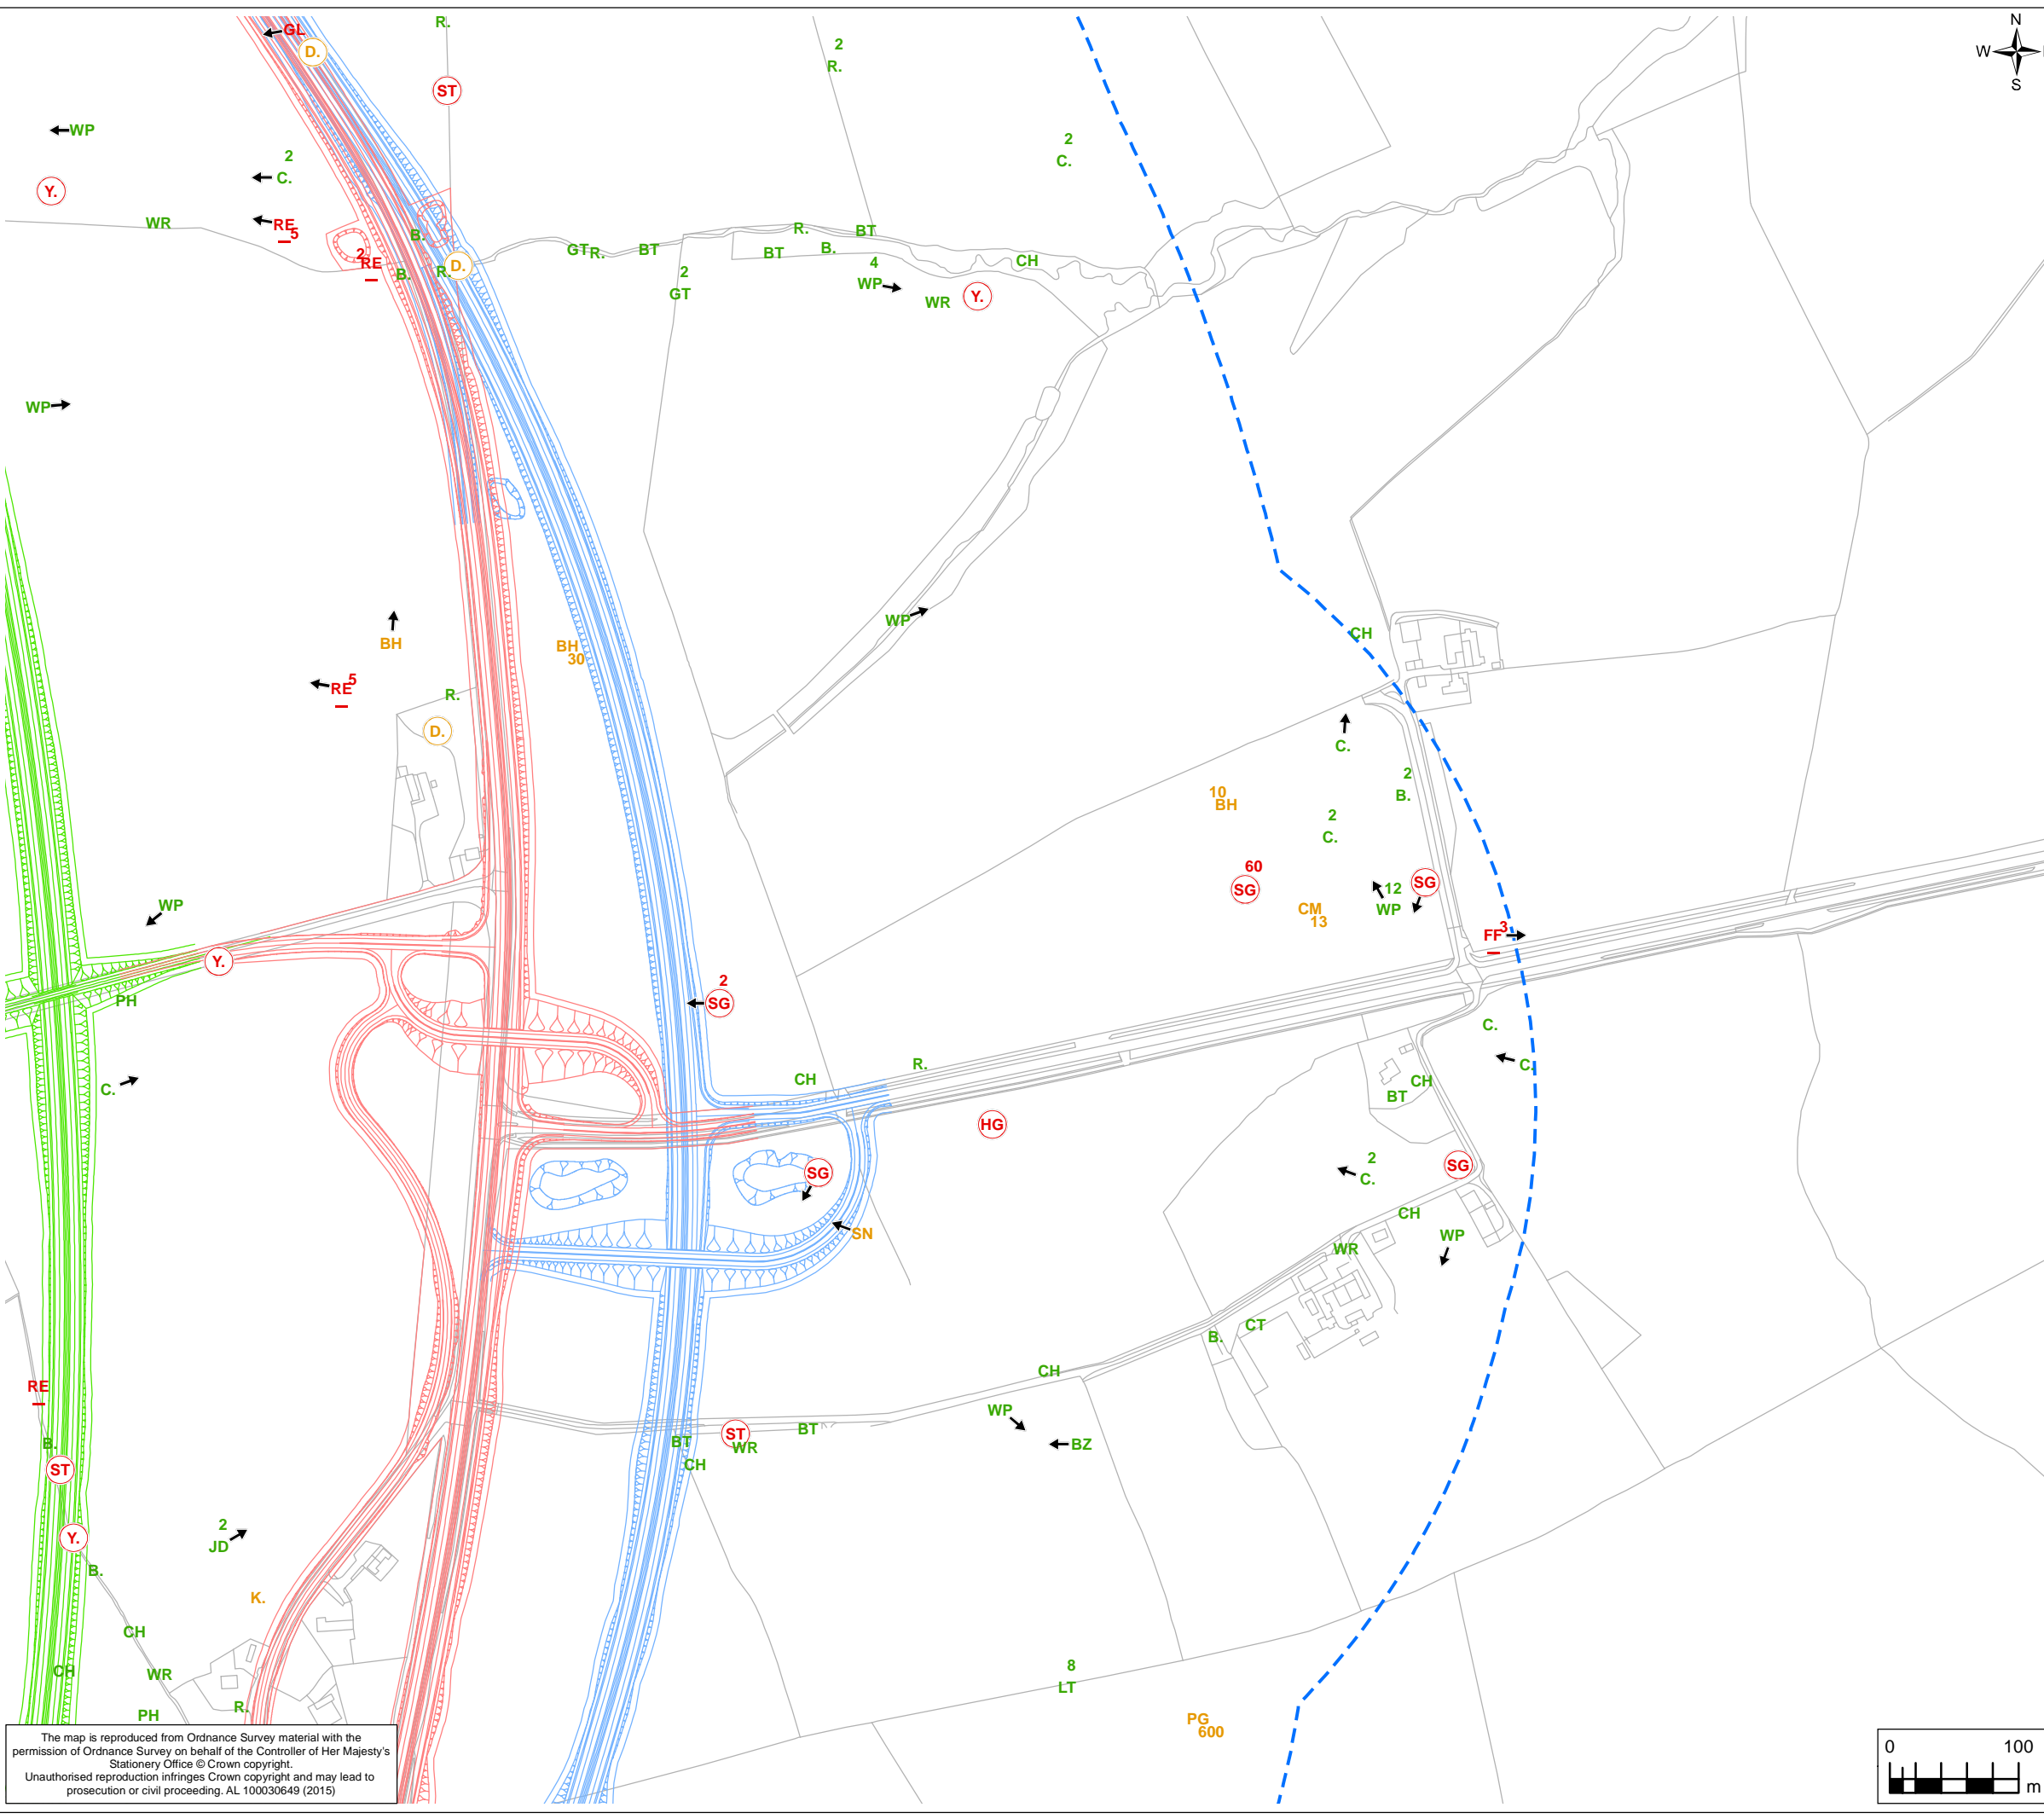 GL
D.
R.
2
R.
N
W
S
ST
WP
2
C.
2
C.
Y.
WR
RE
5
2
RE
B.
B.
R.
D.
GT
R.
BT
R.
BT
BT
B.
CH
2
GT
4
WP
WR
Y.
WP
WP
CH
BH
BH
30
RE
5
R.
D.
C.
2
B.
10
BH
2
C.
60
SG
SG
12
WP
CM
13
FF
3
WP
Y.
PH
2
SG
C.
C.
C.
CH
R.
CH
BT
HG
SG
SN
2
C.
SG
CH
WP
WR
B.
CT
CH
RE
B.
ST
Y.
B.
WP
BZ
ST
BT
WR
BT
CH
2
JD
K.
CH
CH
WR
PH
R.
8
LT
PG
600
The map is reproduced from Ordnance Survey material with the
permission of Ordnance Survey on behalf of the Controller of Her Majesty's
Stationery Office © Crown copyright.
Unauthorised reproduction infringes Crown copyright and may lead to
prosecution or civil proceeding. AL 100030649 (2015)
0 100
m